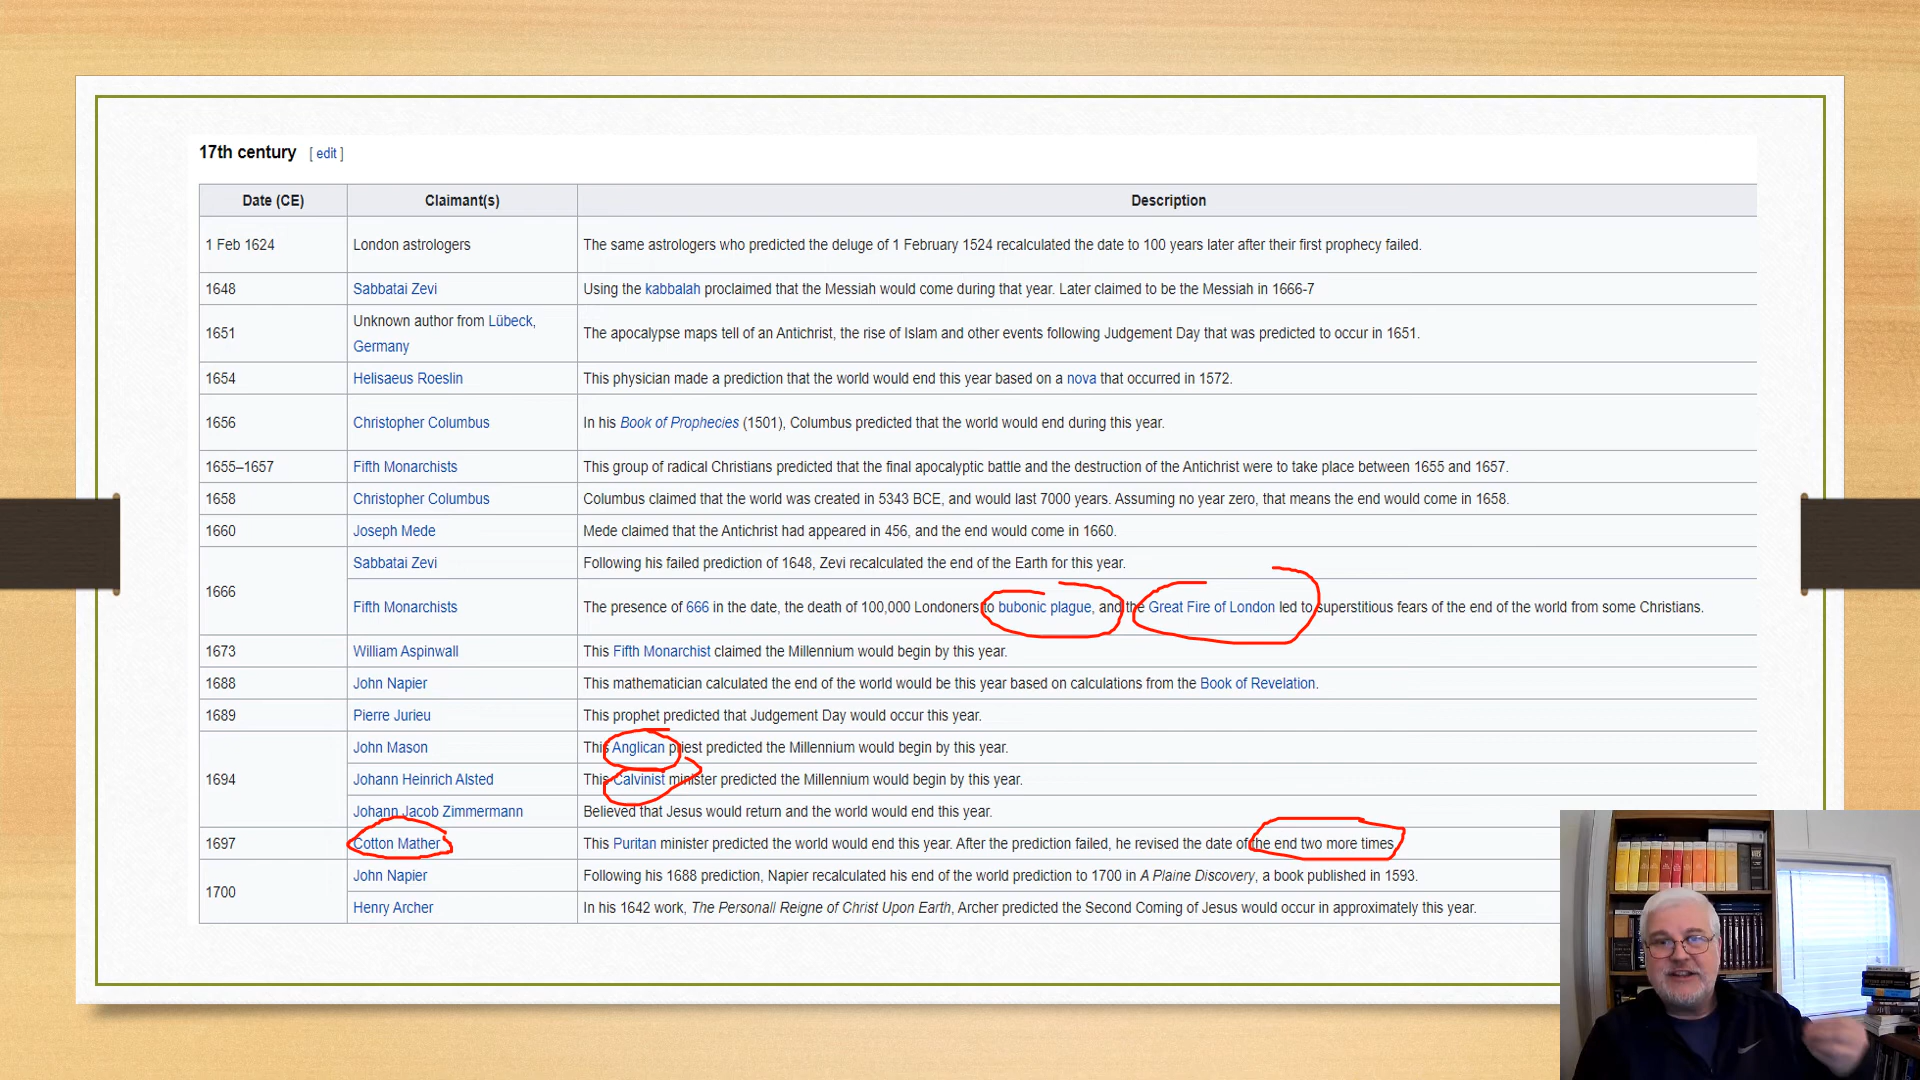 17th century [ edit ]
Date (CE) Claimant(s) Description
1 Feb 1624 London astrologers The same astrologers who predicted the deluge of 1 February 1524 recalculated the date to 100 years later after their first prophecy failed.
1648 Sabbatai Zevi Using the kabbalah proclaimed that the Messiah would come during that year. Later claimed to be the Messiah in 1666-7
1651 Unknown author from Lübeck, Germany The apocalypse maps tell of an Antichrist, the rise of Islam and other events following Judgement Day that was predicted to occur in 1651.
1654 Helisaeus Roeslin This physician made a prediction that the world would end this year based on a nova that occurred in 1572.
1656 Christopher Columbus In his Book of Prophecies (1501), Columbus predicted that the world would end during this year.
1655–1657 Fifth Monarchists This group of radical Christians predicted that the final apocalyptic battle and the destruction of the Antichrist were to take place between 1655 and 1657.
1658 Christopher Columbus Columbus claimed that the world was created in 5343 BCE, and would last 7000 years. Assuming no year zero, that means the end would come in 1658.
1660 Joseph Mede Mede claimed that the Antichrist had appeared in 456, and the end would come in 1660.
1666 Sabbatai Zevi Following his failed prediction of 1648, Zevi recalculated the end of the Earth for this year.
Fifth Monarchists The presence of 666 in the date, the death of 100,000 Londoners to bubonic plague, and the Great Fire of London led to superstitious fears of the end of the world from some Christians.
1673 William Aspinwall This Fifth Monarchist claimed the Millennium would begin by this year.
1688 John Napier This mathematician calculated the end of the world would be this year based on calculations from the Book of Revelation.
1689 Pierre Jurieu This prophet predicted that Judgement Day would occur this year.
1694 John Mason This Anglican priest predicted the Millennium would begin by this year.
Johann Heinrich Alsted This Calvinist minister predicted the Millennium would begin by this year.
Johann Jacob Zimmermann Believed that Jesus would return and the world would end this year.
1697 Cotton Mather This Puritan minister predicted the world would end this year. After the prediction failed, he revised the date of the end two more times.
1700 John Napier Following his 1688 prediction, Napier recalculated his end of the world prediction to 1700 in A Plaine Discovery, a book published in 1593.
Henry Archer In his 1642 work, The Personall Reigne of Christ Upon Earth, Archer predicted the Second Coming of Jesus would occur in approximately this year.